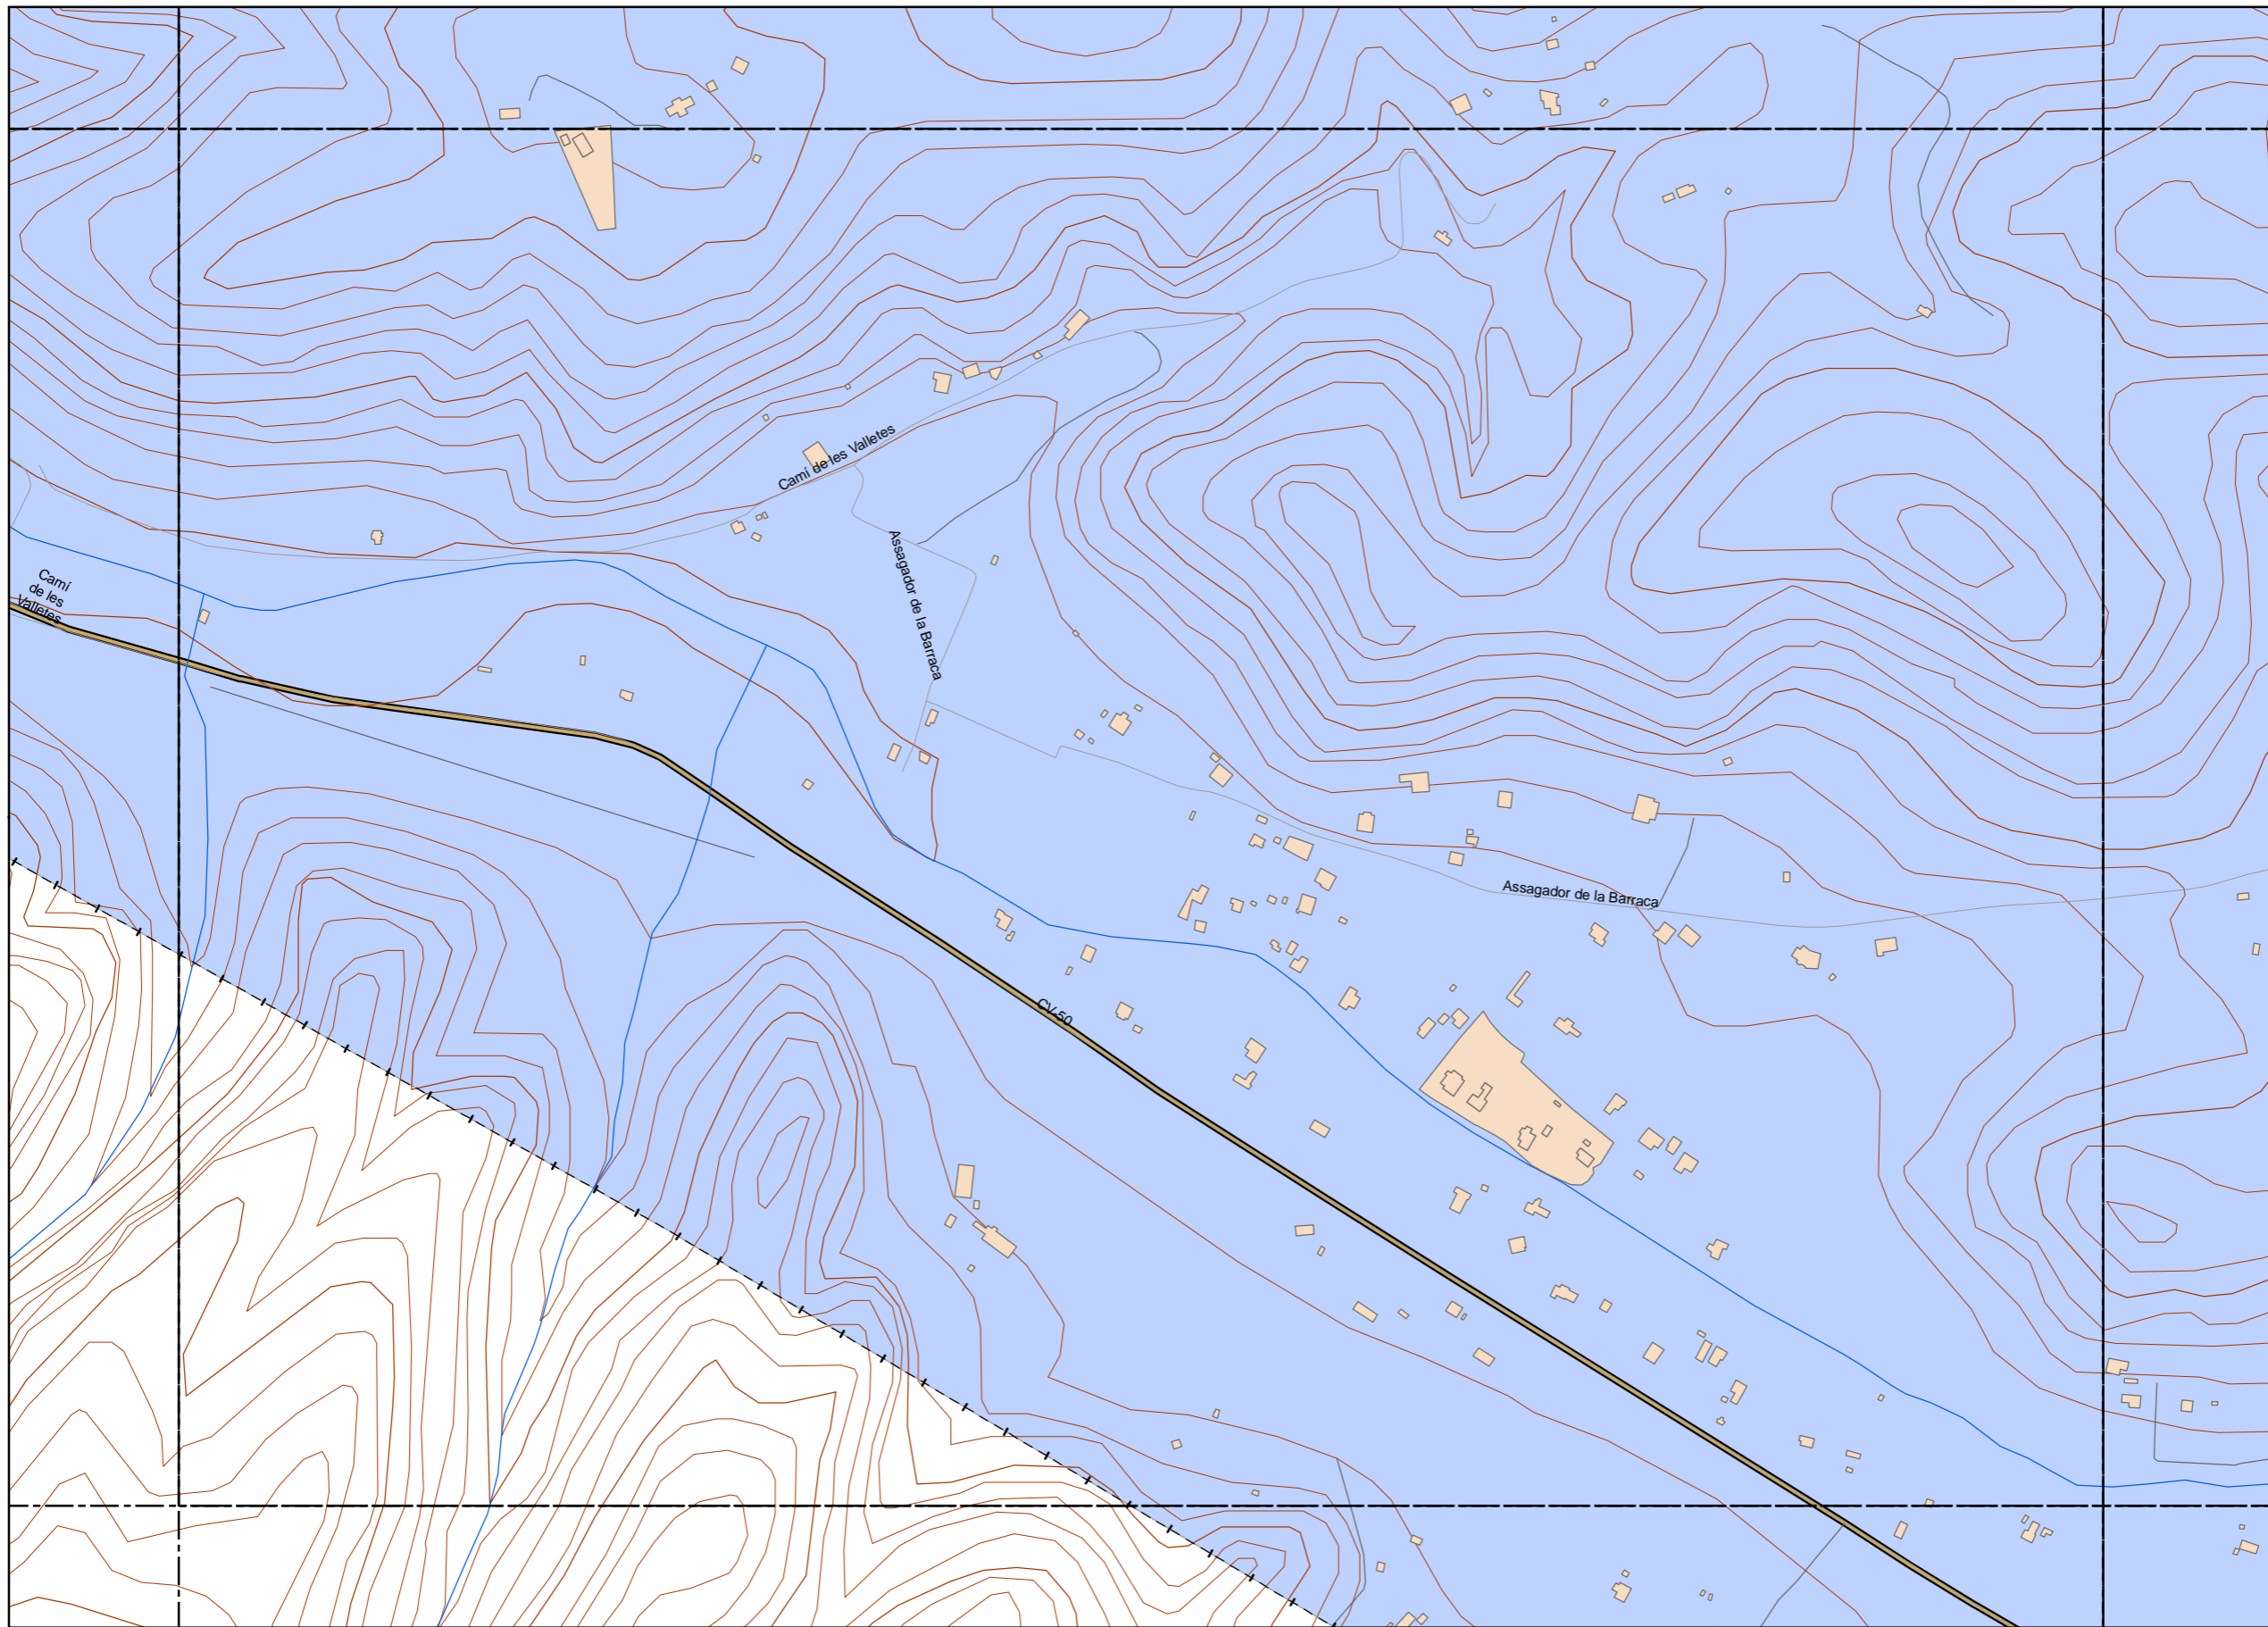 Camí de les Valletes
Assagador de la Barraca
Camí
de les
Valletes
Assagador de la Barraca
CV-50